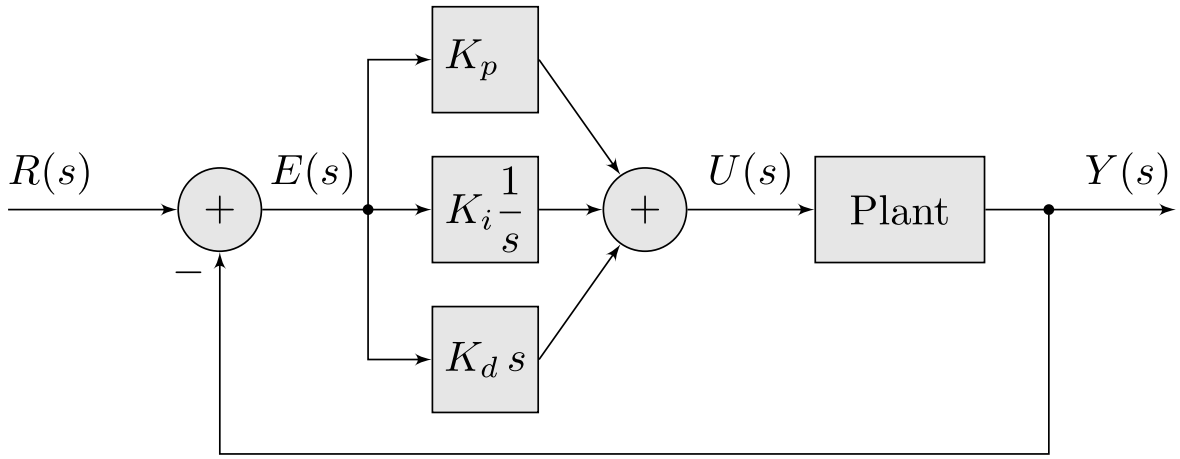 K_p
R(s)
E(s)
U(s)
Y(s)
+
K_i 1/s
+
Plant
−
K_d s